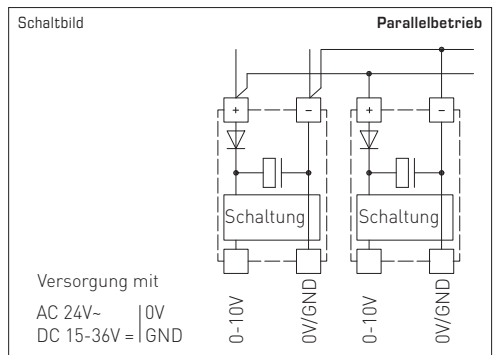 Schaltbild
Parallelbetrieb
+
–
+
–
Schaltung
Schaltung
0-10V
0V/GND
0-10V
0V/GND
Versorgung mit
AC 24V~ | 0V
DC 15-36V = | GND